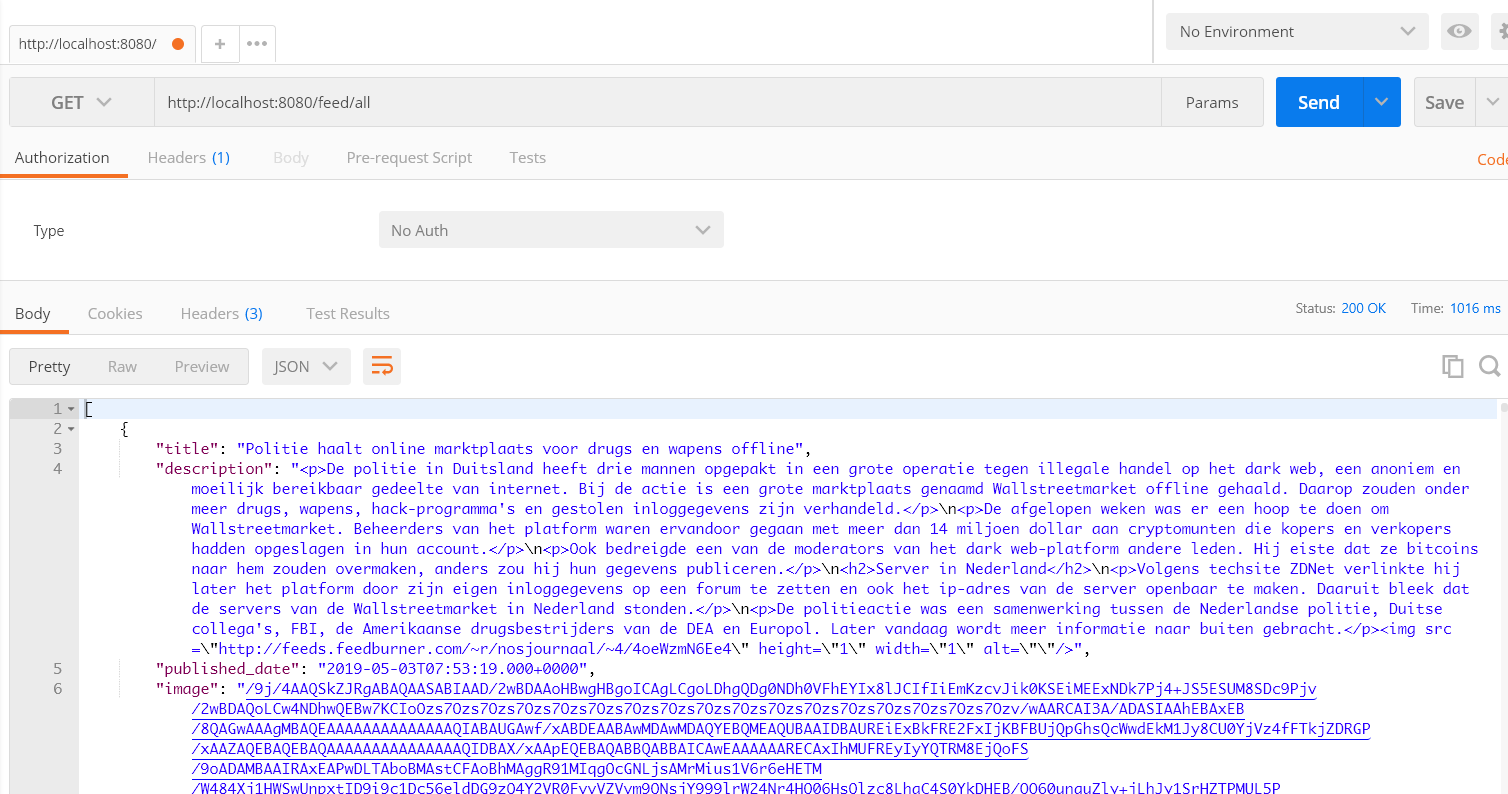 http://localhost:8080/
No Environment
GET http://localhost:8080/feed/all Params Send Save
Authorization Headers (1) Body Pre-request Script Tests Code
Type No Auth
Body Cookies Headers (3) Test Results Status: 200 OK Time: 1016 ms
Pretty Raw Preview JSON
1 [
2 {
3 "title": "Politie haalt online marktplaats voor drugs en wapens offline",
4 "description": "<p>De politie in Duitsland heeft drie mannen opgepakt in een grote operatie tegen illegale handel op het dark web, een anoniem en
moeilijk bereikbaar gedeelte van internet. Bij de actie is een grote marktplaats genaamd Wallstreetmarket offline gehaald. Daarop zouden onder
meer drugs, wapens, hack-programma's en gestolen inloggegevens zijn verhandeld.</p>\n<p>De afgelopen weken was er een hoop te doen om
Wallstreetmarket. Beheerders van het platform waren ervandoor gegaan met meer dan 14 miljoen dollar aan cryptomunten die kopers en verkopers
hadden opgeslagen in hun account.</p>\n<p>Ook bedreigde een van de moderators van het dark web-platform andere leden. Hij eiste dat ze bitcoins
naar hem zouden overmaken, anders zou hij hun gegevens publiceren.</p>\n<h2>Server in Nederland</h2>\n<p>Volgens techsite ZDNet verlinkte hij
later het platform door zijn eigen inloggegevens op een forum te zetten en ook het ip-adres van de server openbaar te maken. Daaruit bleek dat
de servers van de Wallstreetmarket in Nederland stonden.</p>\n<p>De politieactie was een samenwerking tussen de Nederlandse politie, Duitse
collega's, FBI, de Amerikaanse drugsbestrijders van de DEA en Europol. Later vandaag wordt meer informatie naar buiten gebracht.</p><img src
=\"http://feeds.feedburner.com/~r/nosjournaal/~4/4oeWzmN6Ee4\" height=\"1\" width=\"1\" alt=\"\"/>",
5 "published_date": "2019-05-03T07:53:19.000+0000",
6 "image": "/9j/4AAQSkZJRgABAQAASABIAAD/2wBDAAoHBwgHBgoICAgLCgoLDhgQDg0NDh0VFhEYIx8lJCIfIiEmKzcvJik0KSEiMEExNDk7Pj4+JS5ESUM8SDc9Pjv
/2wBDAQoLCw4NDhwQEBw7KCIoOzs7Ozs7Ozs7Ozs7Ozs7Ozs7Ozs7Ozs7Ozs7Ozs7Ozs7Ozs7Ozs7Ozs7Ozs7Ozs7Ozv/wAARCAI3A/ADASIAAhEBAxEB
/8QAGwAAAgMBAQEAAAAAAAAAAAAAAAQIABAUGAwf/xABDEAABAwMDAwMDAQYEBQMEAQUBAAIDBAUREiExBkFRE2FxIjKBFBUjQpGhsQcWwdEkM1Jy8CU0YjVz4fFTkjZDRGP
/xAAZAQEBAQEBAQAAAAAAAAAAAAAAAQIDBAX/xAApEQEBAQABBQABBAICAwEAAAAAARECAxIhMUFREyIyYQTRM8EjQoFS
/9oADAMBAAIRAxEAPwDLTAboBMAstCFAoBhMAggR91MIqgOcGNLjsAMrMius1V6r6eHETM